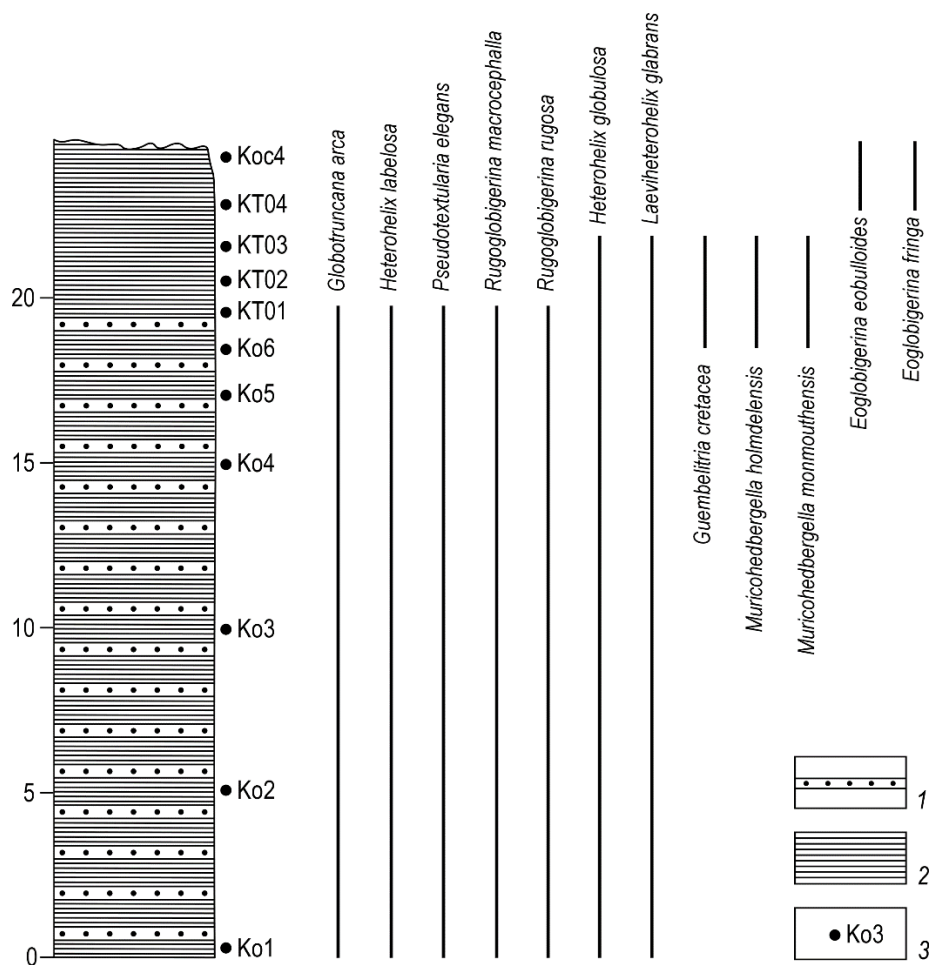 Koc4
KT04
KT03
KT02
20
KT01
Ko6
Ko5
15
Ko4
10
Ko3
5
Ko2
0
Ko1
Globotruncana arca
Heterohelix labelosa
Pseudotextularia elegans
Rugoglobigerina macrocephalla
Rugoglobigerina rugosa
Heterohelix globulosa
Laeviheterohelix glabrans
Guembelitria cretacea
Muricohedbergella holmdelensis
Muricohedbergella monmouthensis
Eoglobigerina eobulloides
Eoglobigerina fringa
1
2
Ko3 3